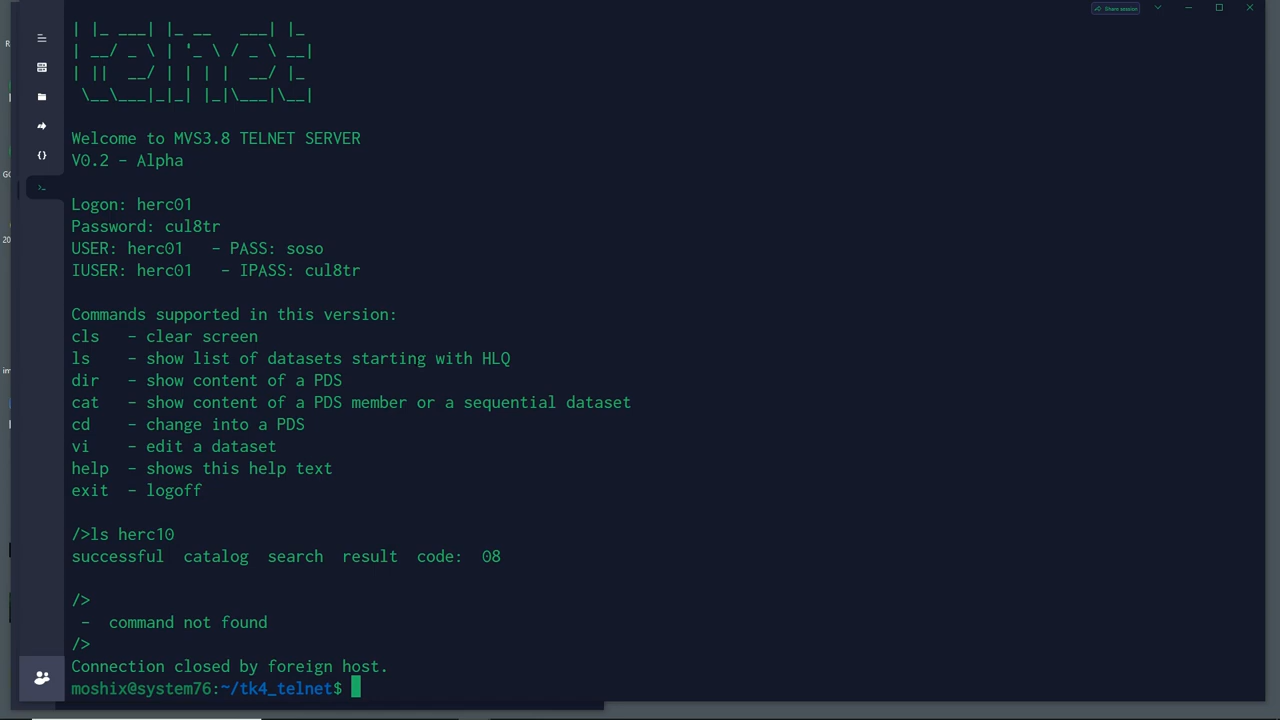 Share session
| |_ ___| |_ __   ___| |_
| __/ _ \ | '_ \ / _ \ __|
| ||  __/ | | | |  __/ |_
 \__\___|_|_| |_|\___|\__|
Welcome to MVS3.8 TELNET SERVER
V0.2 - Alpha
Logon: herc01
Password: cul8tr
USER: herc01   - PASS: soso
IUSER: herc01   - IPASS: cul8tr
Commands supported in this version:
cls   - clear screen
ls    - show list of datasets starting with HLQ
dir   - show content of a PDS
cat   - show content of a PDS member or a sequential dataset
cd    - change into a PDS
vi    - edit a dataset
help  - shows this help text
exit  - logoff
/>ls herc10
successful  catalog  search  result  code:  08
/>
 -  command not found
/>
Connection closed by foreign host.
moshix@system76:~/tk4_telnet$